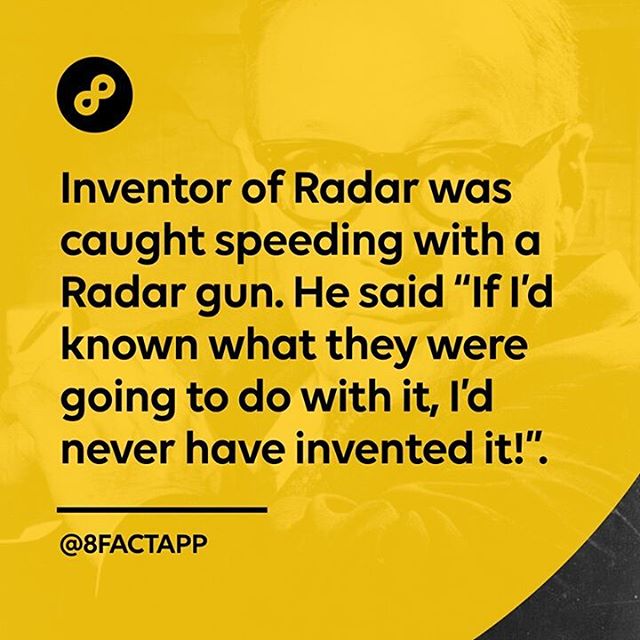 Inventor of Radar was
caught speeding with a
Radar gun. He said “If I’d
known what they were
going to do with it, I’d
never have invented it!”.
@8FACTAPP